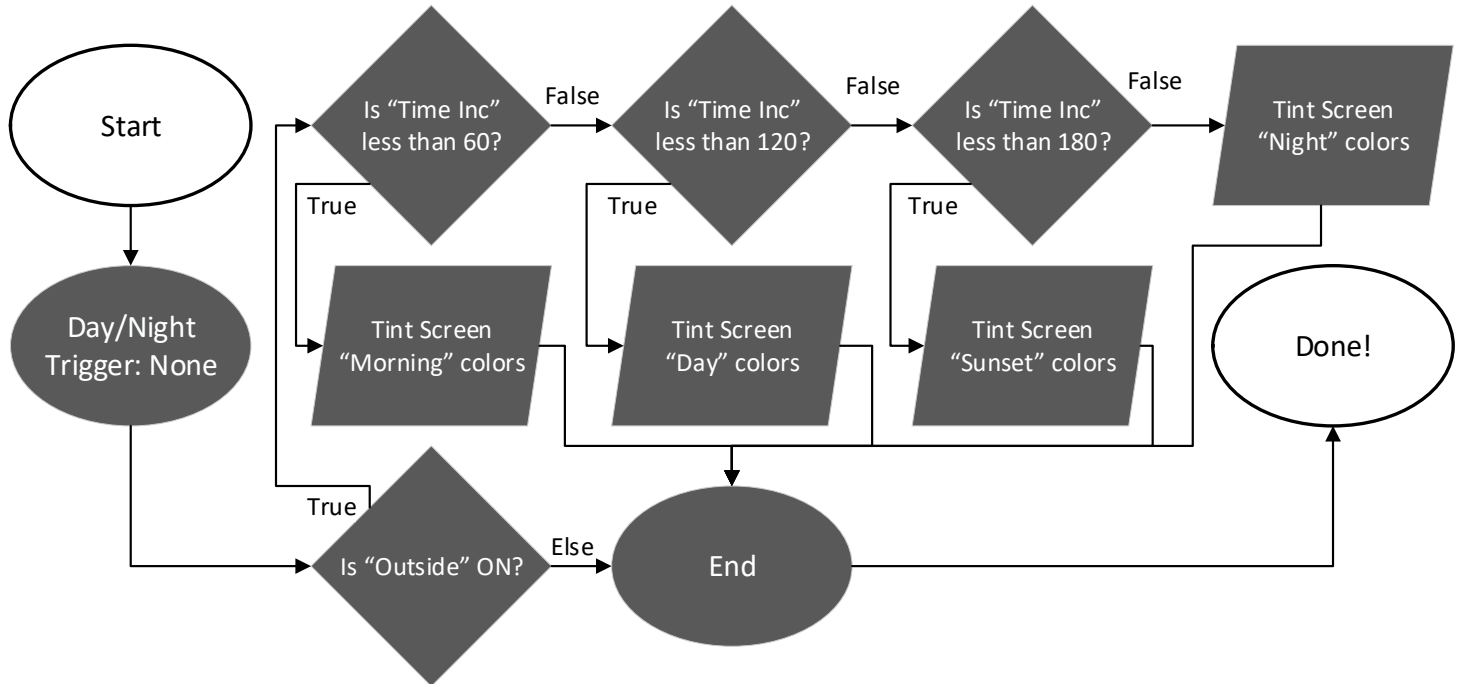 Start
Is “Time Inc”
less than 60?
False
Is “Time Inc”
less than 120?
False
Is “Time Inc”
less than 180?
False
Tint Screen
“Night” colors
True
True
True
Day/Night
Trigger: None
Tint Screen
“Morning” colors
Tint Screen
“Day” colors
Tint Screen
“Sunset” colors
Done!
True
Is “Outside” ON?
Else
End